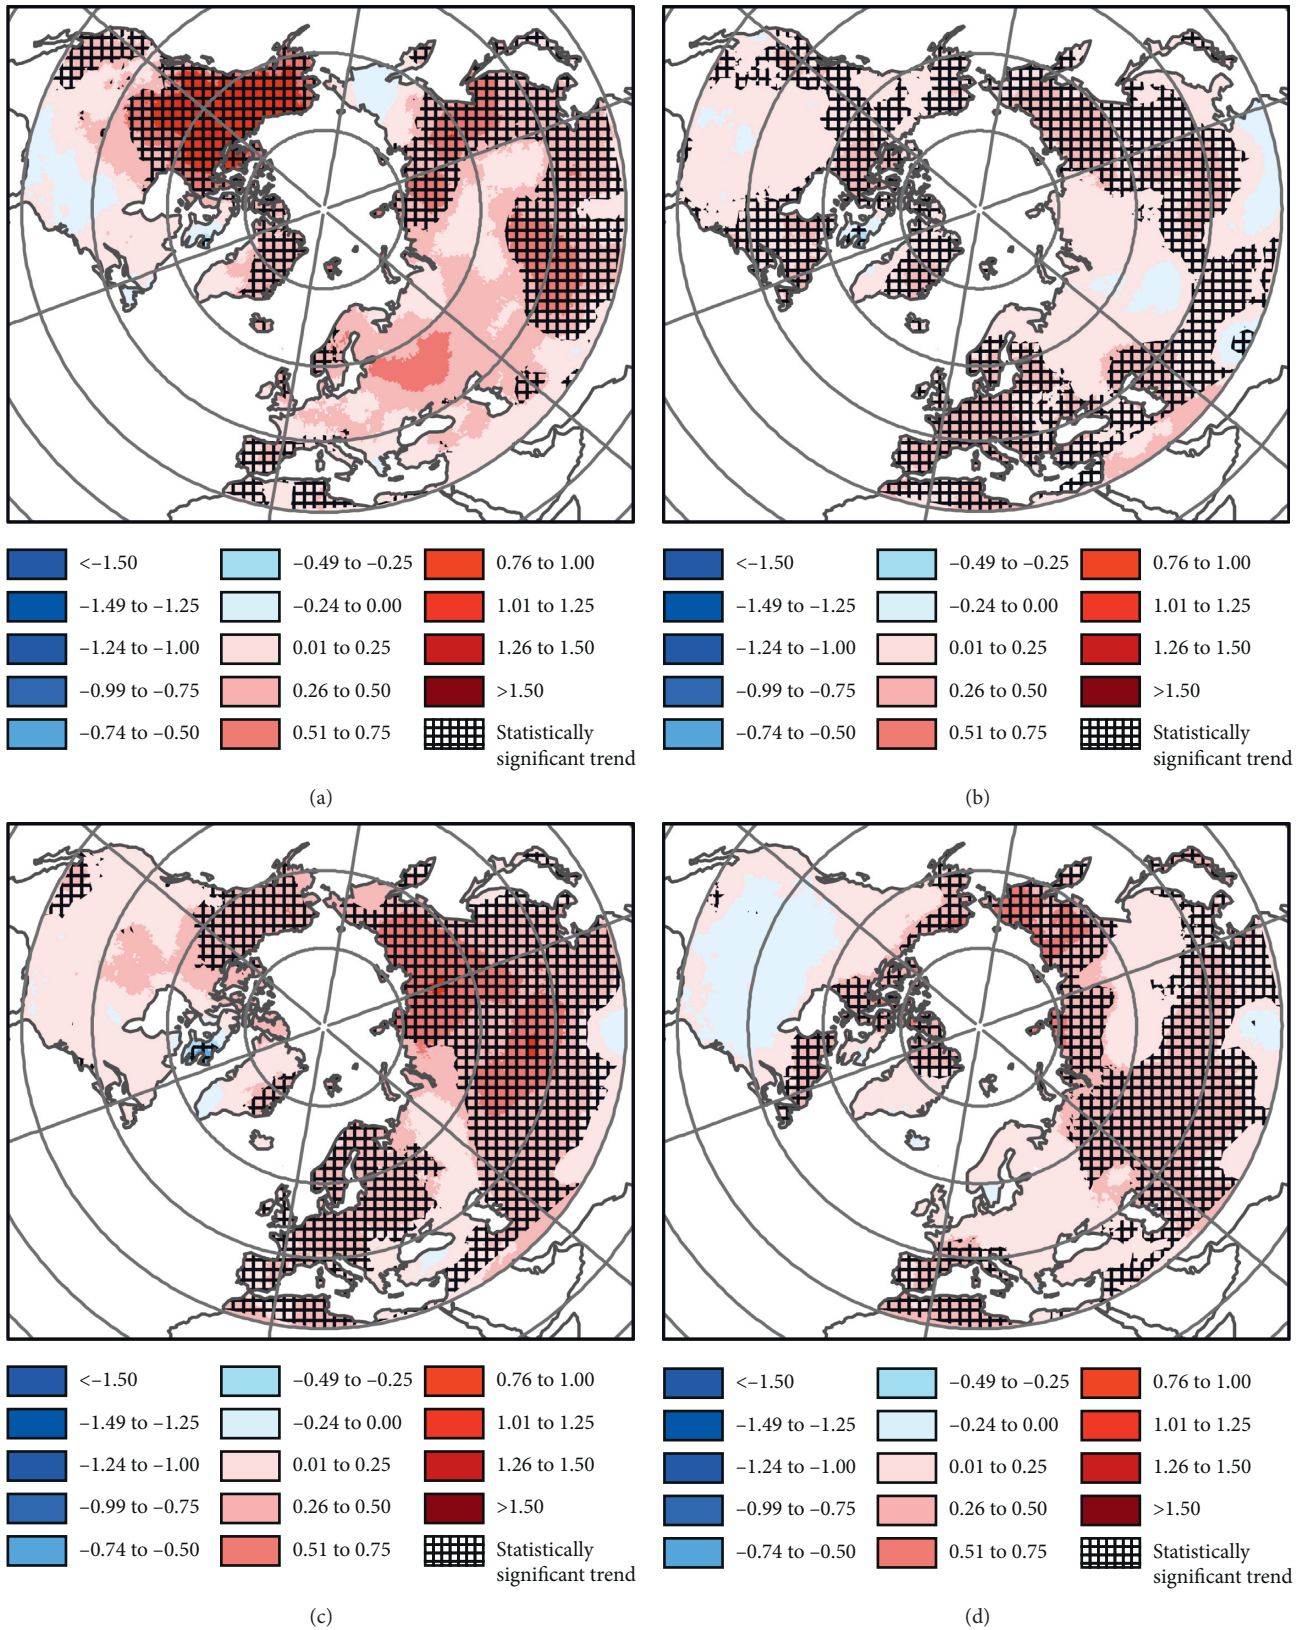 <–1.50
–0.49 to –0.25
0.76 to 1.00
–1.49 to –1.25
–0.24 to 0.00
1.01 to 1.25
–1.24 to –1.00
0.01 to 0.25
1.26 to 1.50
–0.99 to –0.75
0.26 to 0.50
>1.50
–0.74 to –0.50
0.51 to 0.75
Statistically
significant trend
(a)
<–1.50
–0.49 to –0.25
0.76 to 1.00
–1.49 to –1.25
–0.24 to 0.00
1.01 to 1.25
–1.24 to –1.00
0.01 to 0.25
1.26 to 1.50
–0.99 to –0.75
0.26 to 0.50
>1.50
–0.74 to –0.50
0.51 to 0.75
Statistically
significant trend
(b)
<–1.50
–0.49 to –0.25
0.76 to 1.00
–1.49 to –1.25
–0.24 to 0.00
1.01 to 1.25
–1.24 to –1.00
0.01 to 0.25
1.26 to 1.50
–0.99 to –0.75
0.26 to 0.50
>1.50
–0.74 to –0.50
0.51 to 0.75
Statistically
significant trend
(c)
<–1.50
–0.49 to –0.25
0.76 to 1.00
–1.49 to –1.25
–0.24 to 0.00
1.01 to 1.25
–1.24 to –1.00
0.01 to 0.25
1.26 to 1.50
–0.99 to –0.75
0.26 to 0.50
>1.50
–0.74 to –0.50
0.51 to 0.75
Statistically
significant trend
(d)